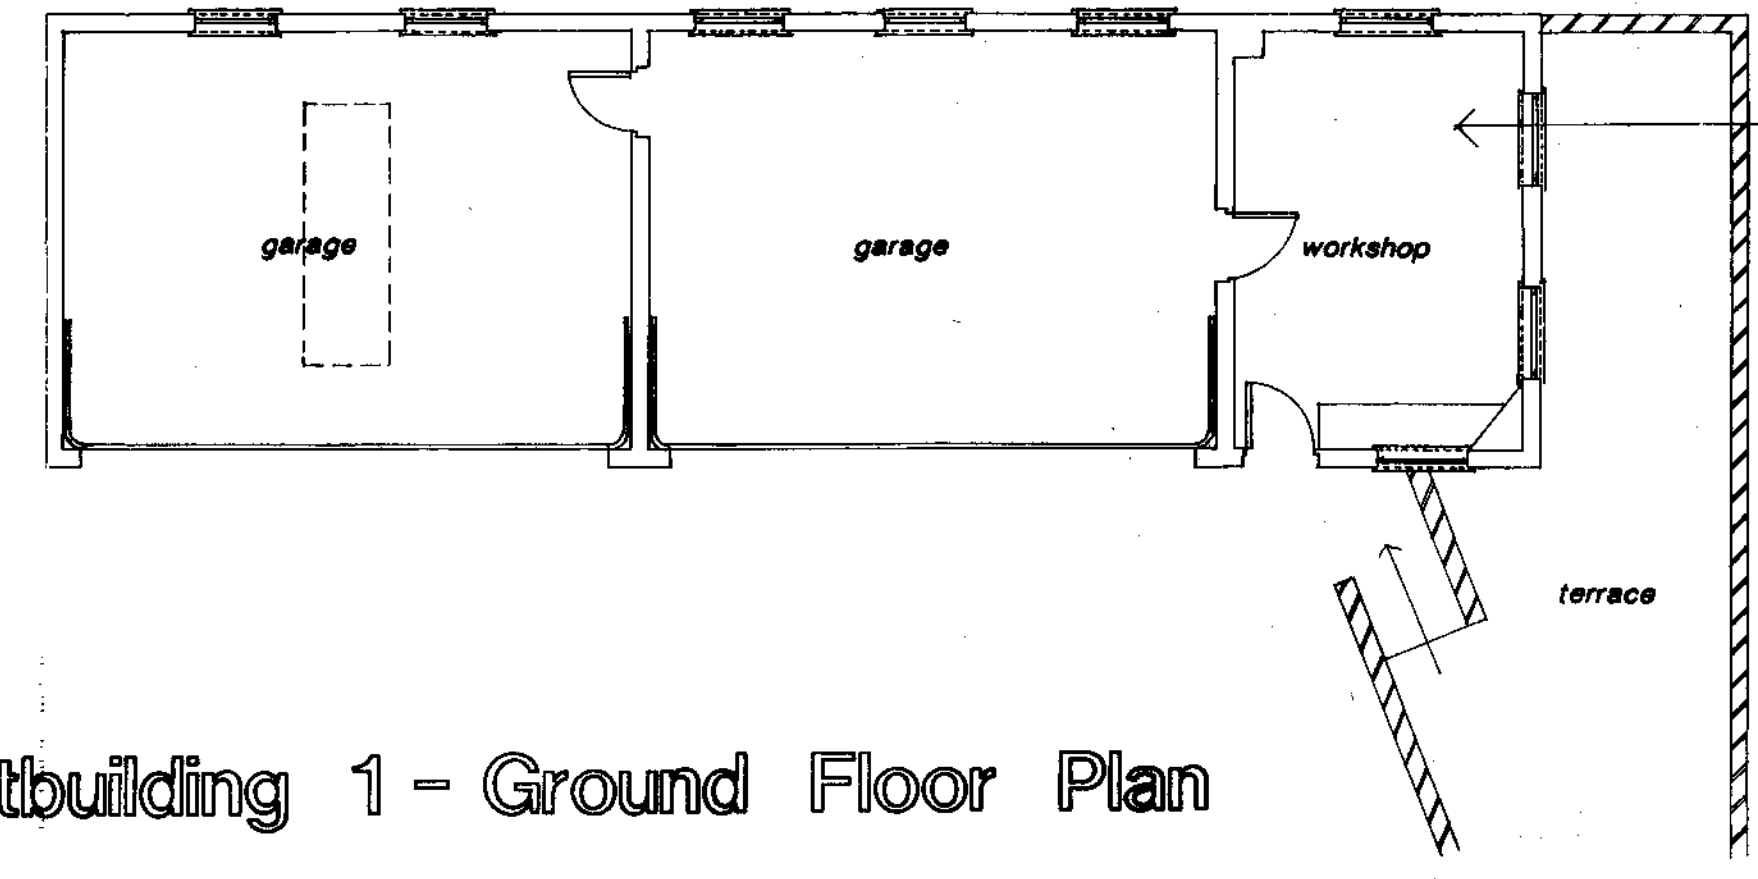 garage
garage
workshop
terrace
tbuilding 1 - Ground Floor Plan